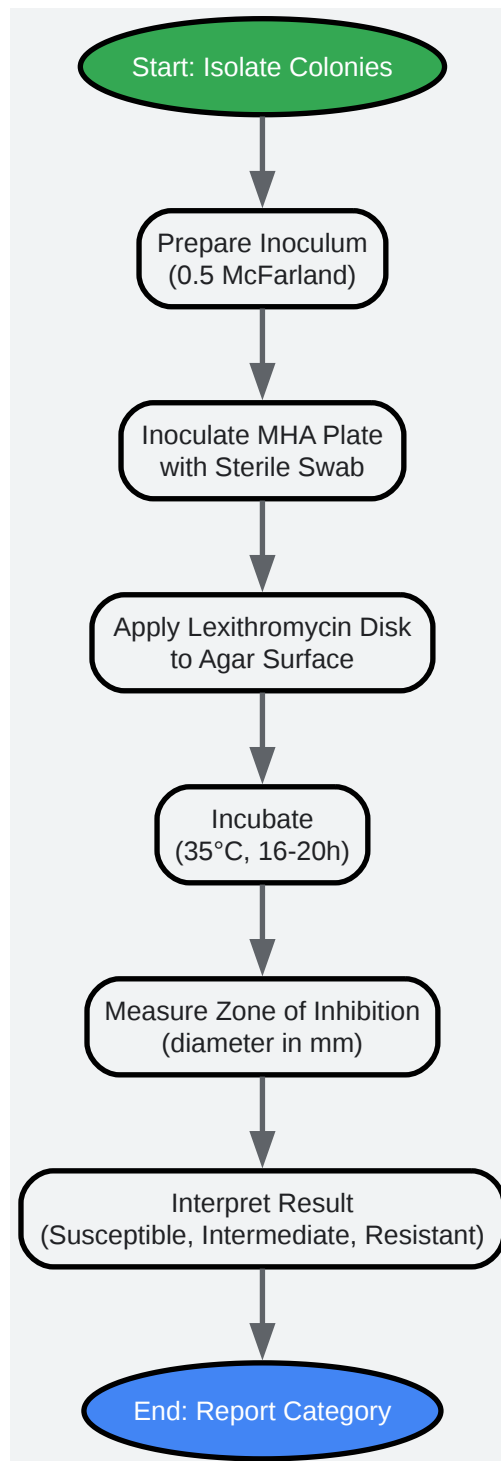 Start: Isolate Colonies
Prepare Inoculum
(0.5 McFarland)
Inoculate MHA Plate
with Sterile Swab
Apply Lexithromycin Disk
to Agar Surface
Incubate
(35°C, 16-20h)
Measure Zone of Inhibition
(diameter in mm)
Interpret Result
(Susceptible, Intermediate, Resistant)
End: Report Category